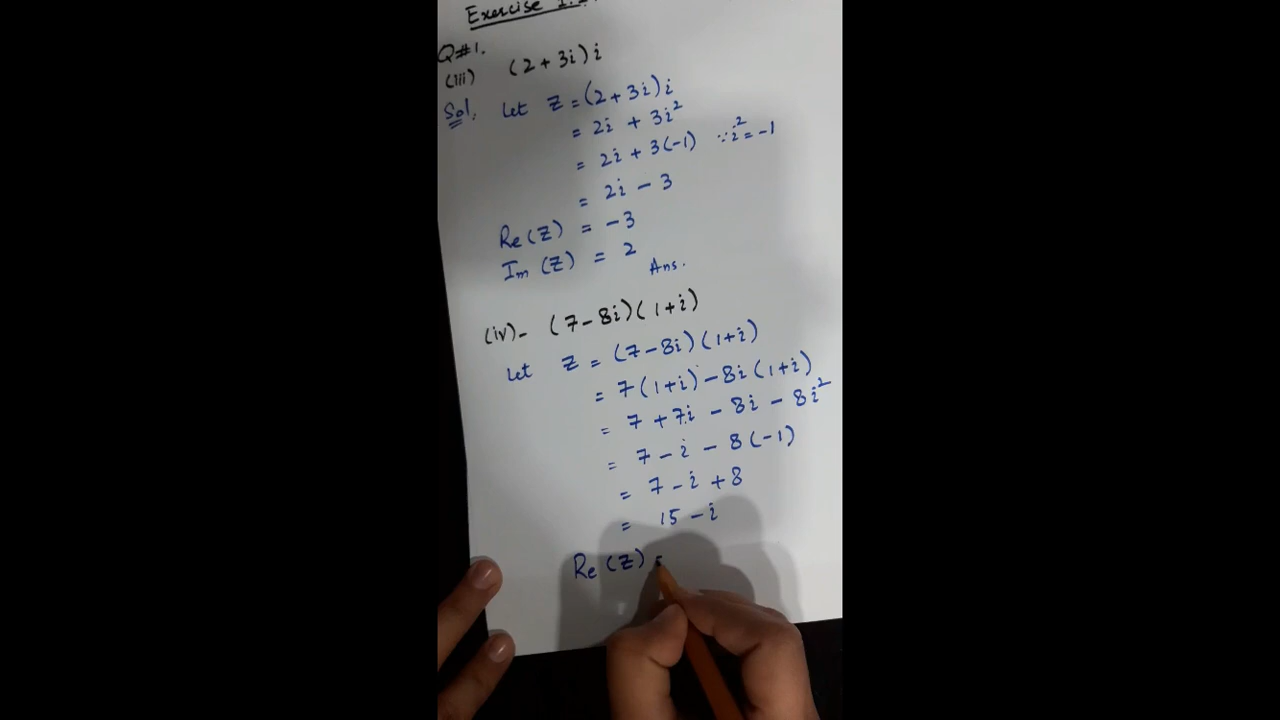 Exercise 1.
Q#1.
(iii) (2+3i)i
Sol. Let Z = (2+3i)i
= 2i + 3i²
= 2i + 3(-1) ∵ i² = -1
= 2i - 3
Re(Z) = -3
Im(Z) = 2
Ans.
(iv)- (7-8i)(1+i)
Let Z = (7-8i)(1+i)
= 7(1+i) - 8i(1+i)
= 7 + 7i - 8i - 8i²
= 7 - i - 8(-1)
= 7 - i + 8
= 15 - i
Re(Z) =